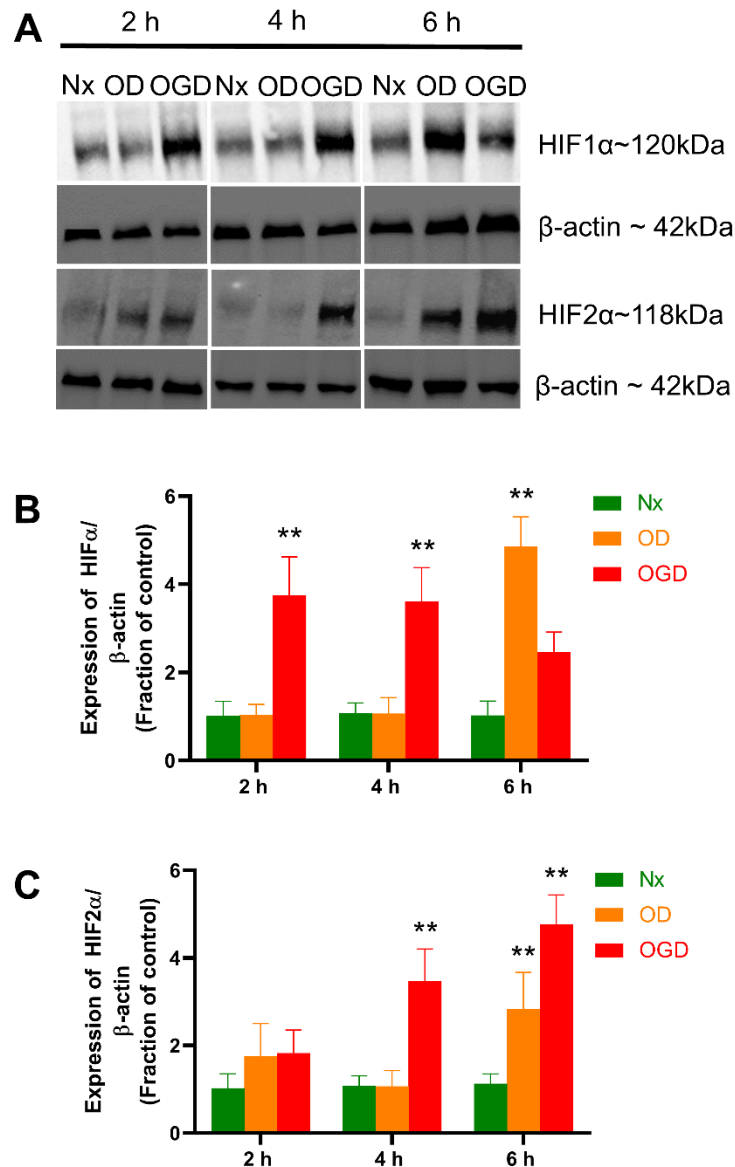 A
2 h 4 h 6 h
Nx OD OGD Nx OD OGD Nx OD OGD
HIF1α~120kDa
β-actin ~ 42kDa
HIF2α~118kDa
β-actin ~ 42kDa
B
Expression of HIFα/
β-actin
(Fraction of control)
6
4
2
0
**
**
**
2 h 4 h 6 h
Nx
OD
OGD
C
Expression of HIF2α/
β-actin
(Fraction of control)
6
4
2
0
**
**
**
2 h 4 h 6 h
Nx
OD
OGD